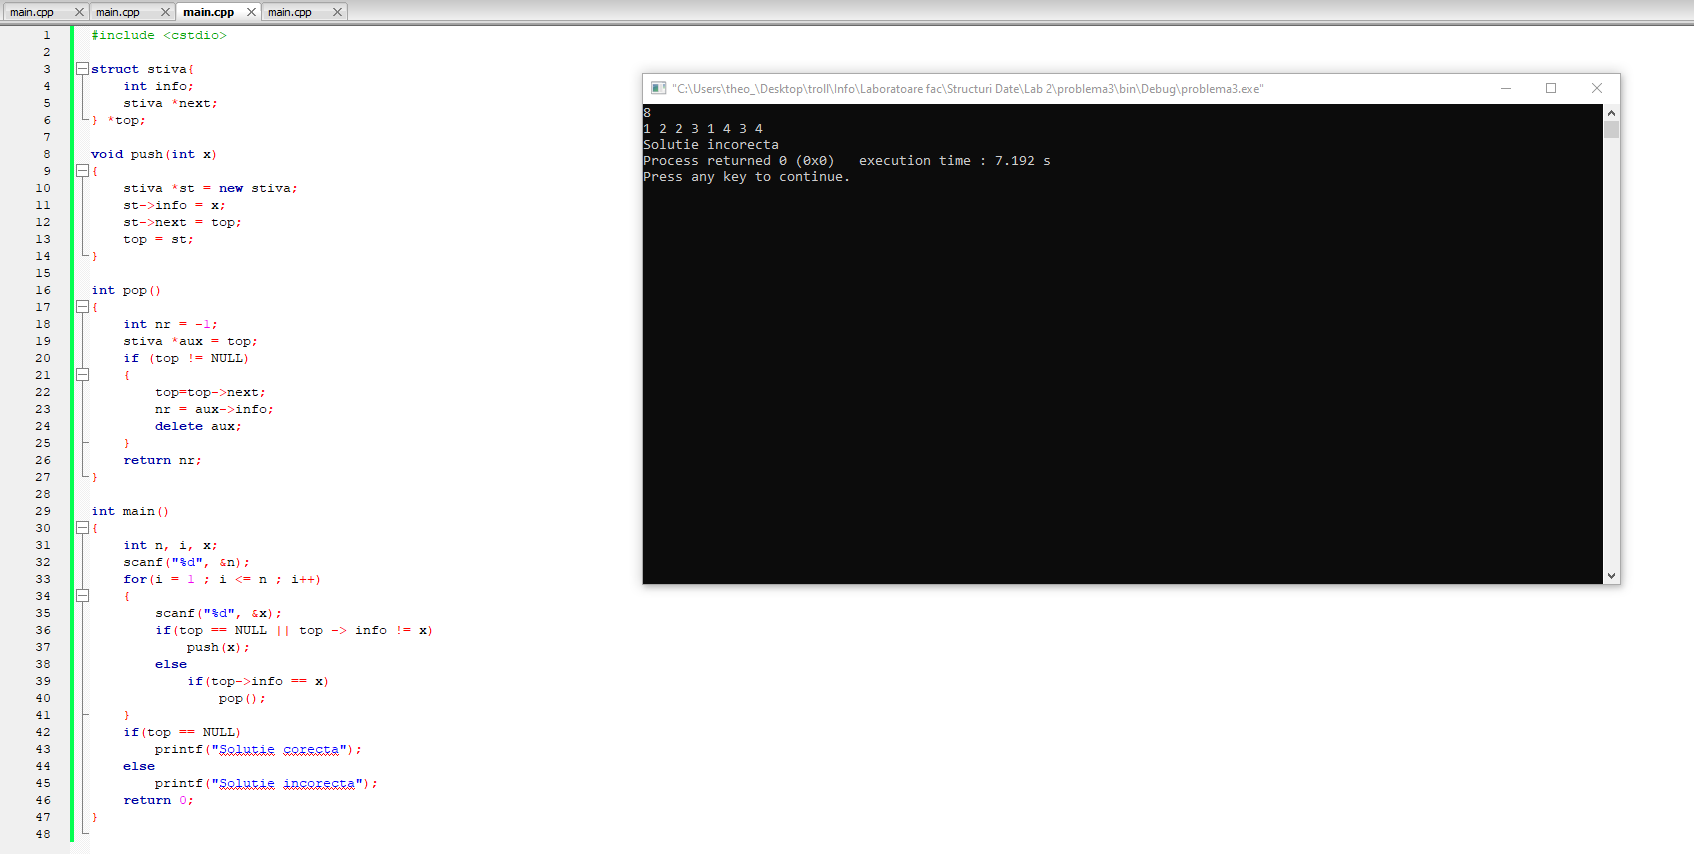 main.cpp main.cpp main.cpp main.cpp
1 #include <cstdio>
2
3 struct stiva{
4     int info;
5     stiva *next;
6 } *top;
7
8 void push(int x)
9 {
10     stiva *st = new stiva;
11     st->info = x;
12     st->next = top;
13     top = st;
14 }
15
16 int pop()
17 {
18     int nr = -1;
19     stiva *aux = top;
20     if (top != NULL)
21     {
22         top=top->next;
23         nr = aux->info;
24         delete aux;
25     }
26     return nr;
27 }
28
29 int main()
30 {
31     int n, i, x;
32     scanf("%d", &n);
33     for(i = 1 ; i <= n ; i++)
34     {
35         scanf("%d", &x);
36         if(top == NULL || top -> info != x)
37             push(x);
38         else
39             if(top->info == x)
40                 pop();
41     }
42     if(top == NULL)
43         printf("Solutie corecta");
44     else
45         printf("Solutie incorecta");
46     return 0;
47 }
48
"C:\Users\theo_\Desktop\troll\Info\Laboratoare fac\Structuri Date\Lab 2\problema3\bin\Debug\problema3.exe"
8
1 2 2 3 1 4 3 4
Solutie incorecta
Process returned 0 (0x0)   execution time : 7.192 s
Press any key to continue.